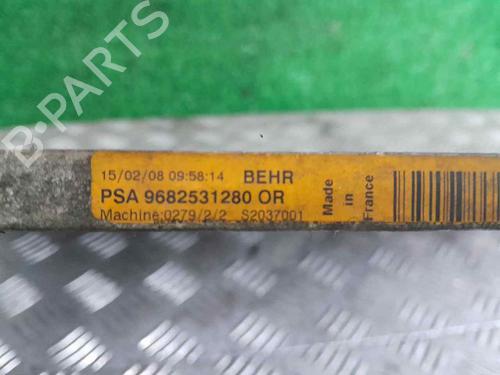 B-PARTS
15/02/08 09:58:14 BEHR
PSA 9682531280 OR
Machine:0279/2/2 S2037001
Made
in
France